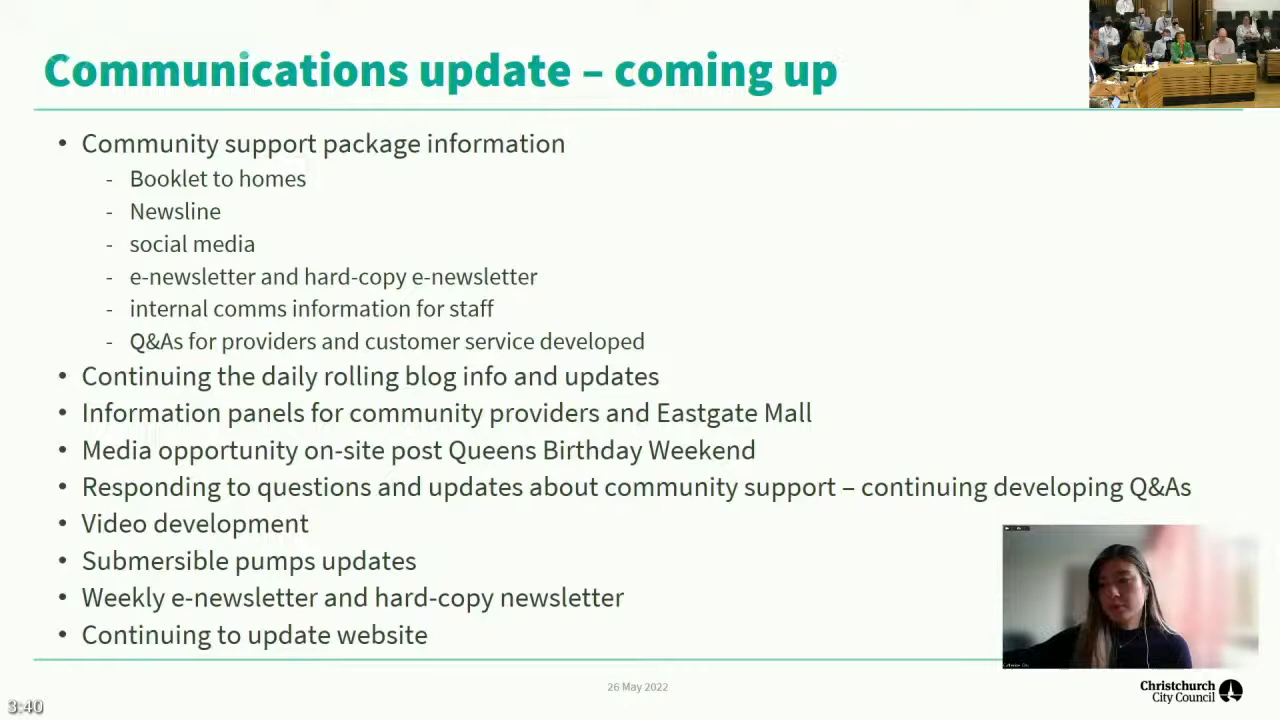 Communications update – coming up
• Community support package information
- Booklet to homes
- Newsline
- social media
- e-newsletter and hard-copy e-newsletter
- internal comms information for staff
- Q&As for providers and customer service developed
• Continuing the daily rolling blog info and updates
• Information panels for community providers and Eastgate Mall
• Media opportunity on-site post Queens Birthday Weekend
• Responding to questions and updates about community support – continuing developing Q&As
• Video development
• Submersible pumps updates
• Weekly e-newsletter and hard-copy newsletter
• Continuing to update website
26 May 2022
Christchurch
City Council
3:40